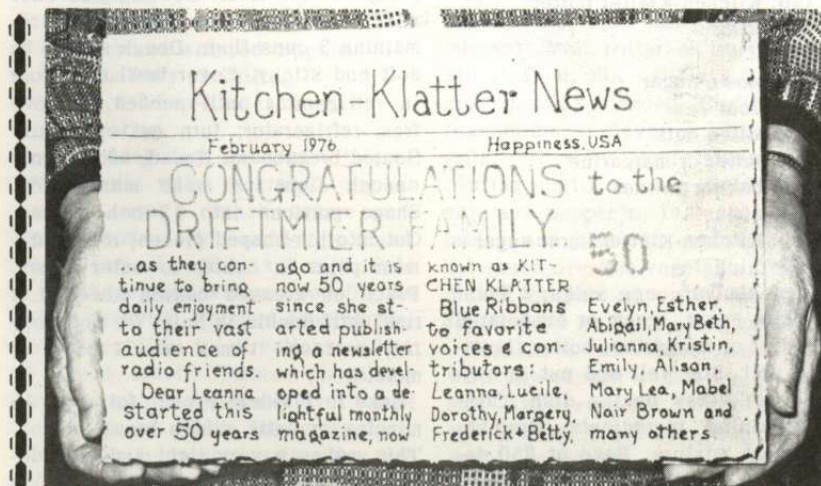 Kitchen Klatter News
February 1976 Happiness, USA
CONGRATULATIONS to the
DRIFTMIER FAMILY
50
...as they con-
tinue to bring
daily enjoyment
to their vast
audience of
radio friends.
Dear Leanna
started this
over 50 years
ago and it is
now 50 years
since she st-
arted publish-
ing a newsletter
which has devel-
oped into a de-
lightful monthly
magazine, now
known as KIT-
CHEN KLATTER
Blue Ribbons
to favorite
voices & con-
tributors:
Leanna, Lucile,
Dorothy, Margery,
Frederick + Betty,
Evelyn, Esther,
Abigail, Mary Beth,
Julianna, Kristin,
Emily, Alison,
Mary Lea, Mabel
Nair Brown and
many others